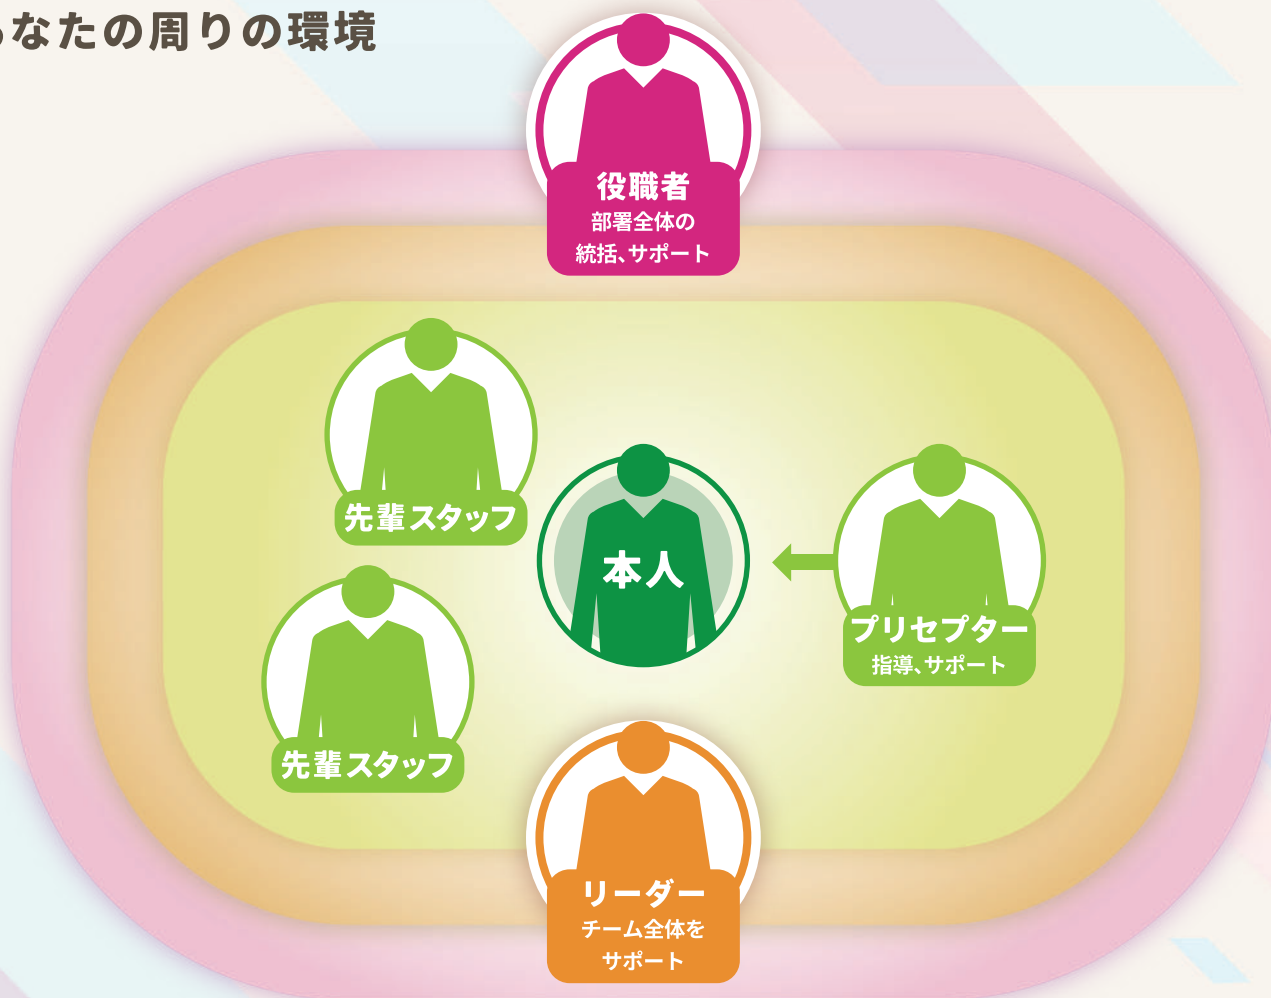 あなたの周りの環境
役職者
部署全体の
統括、サポート
先輩スタッフ
本人
プリセプター
指導、サポート
先輩スタッフ
リーダー
チーム全体を
サポート